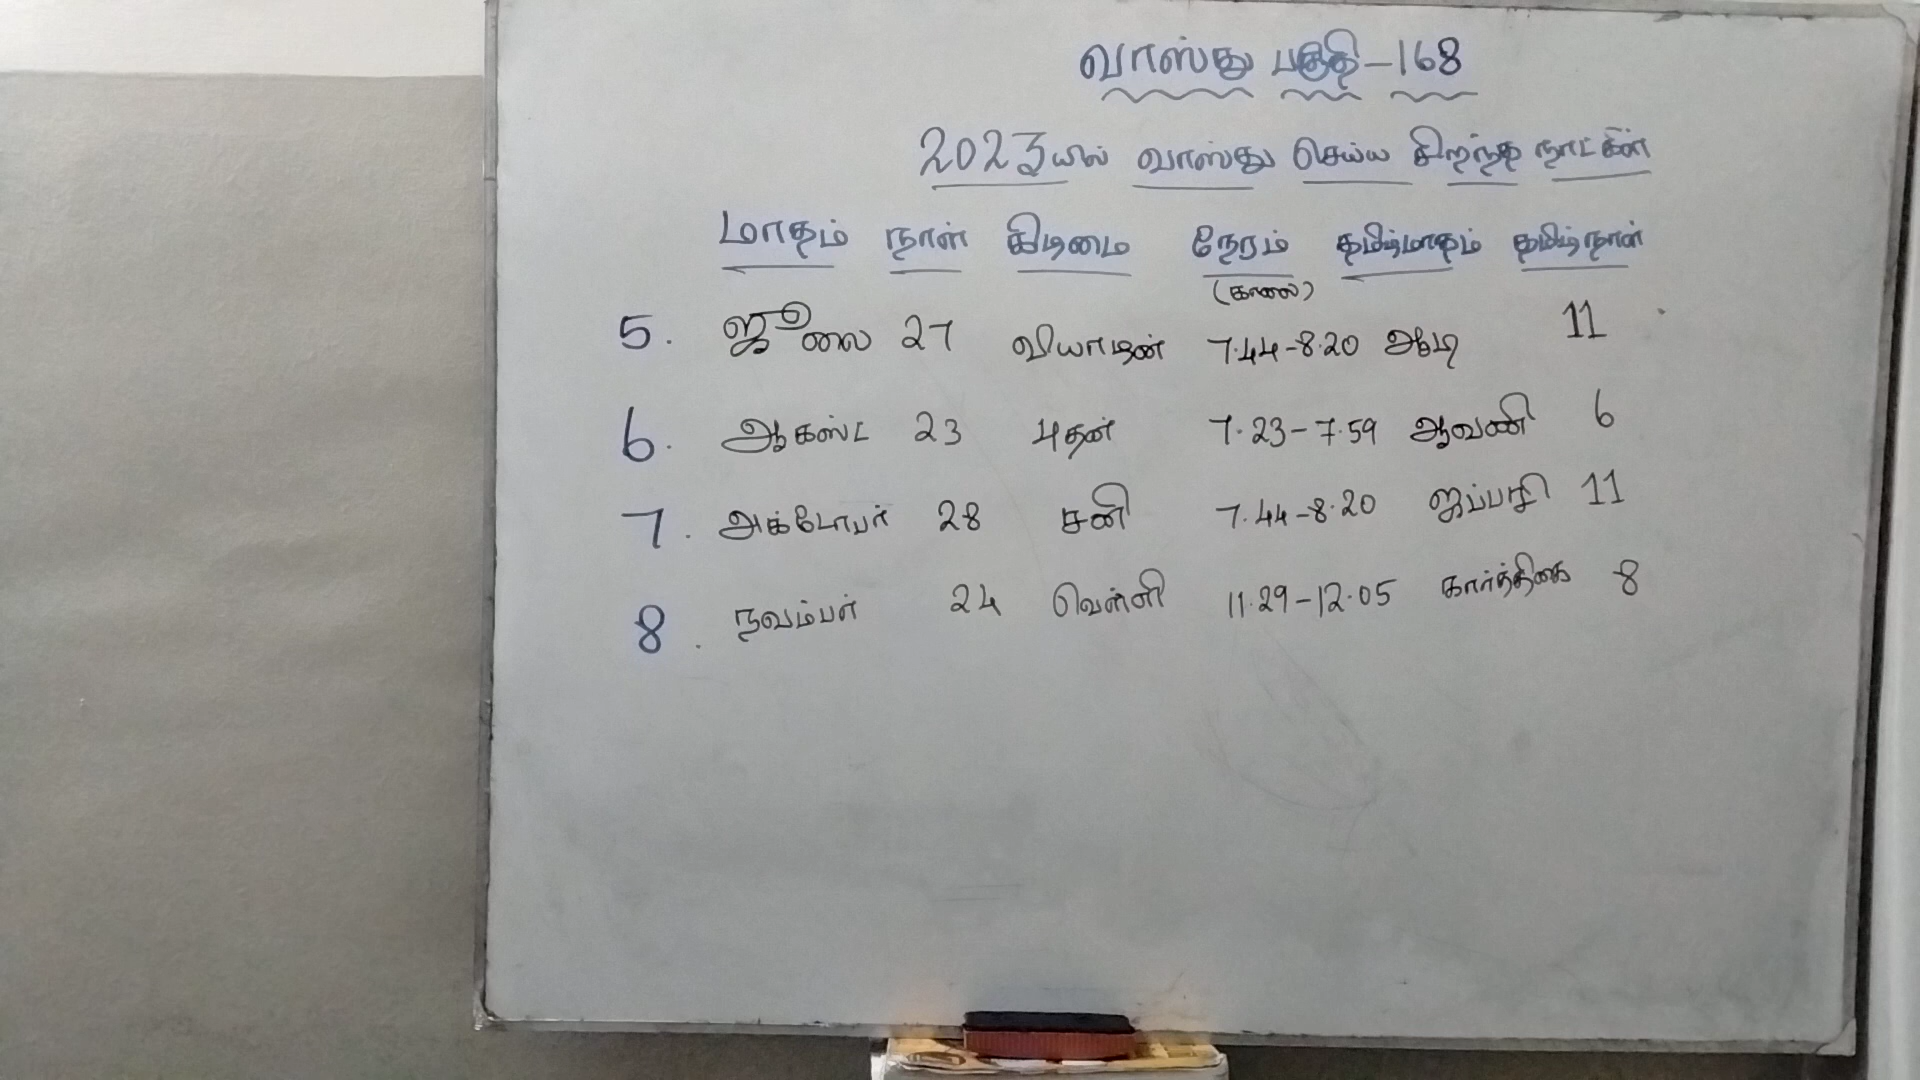 வாஸ்து பகுதி - 168
2023யில் வாஸ்து செய்ய சிறந்த நாட்கள்
மாதம் நாள் கிழமை நேரம் தமிழ்மாதம் தமிழ்நாள்
(காலை)
5. ஜூலை 27 வியாழன் 7.44-8.20 ஆடி 11
6. ஆகஸ்ட் 23 புதன் 7.23-7.59 ஆவணி 6
7. அக்டோபர் 28 சனி 7.44-8.20 ஐப்பசி 11
8. நவம்பர் 24 வெள்ளி 11.29-12.05 கார்த்திகை 8